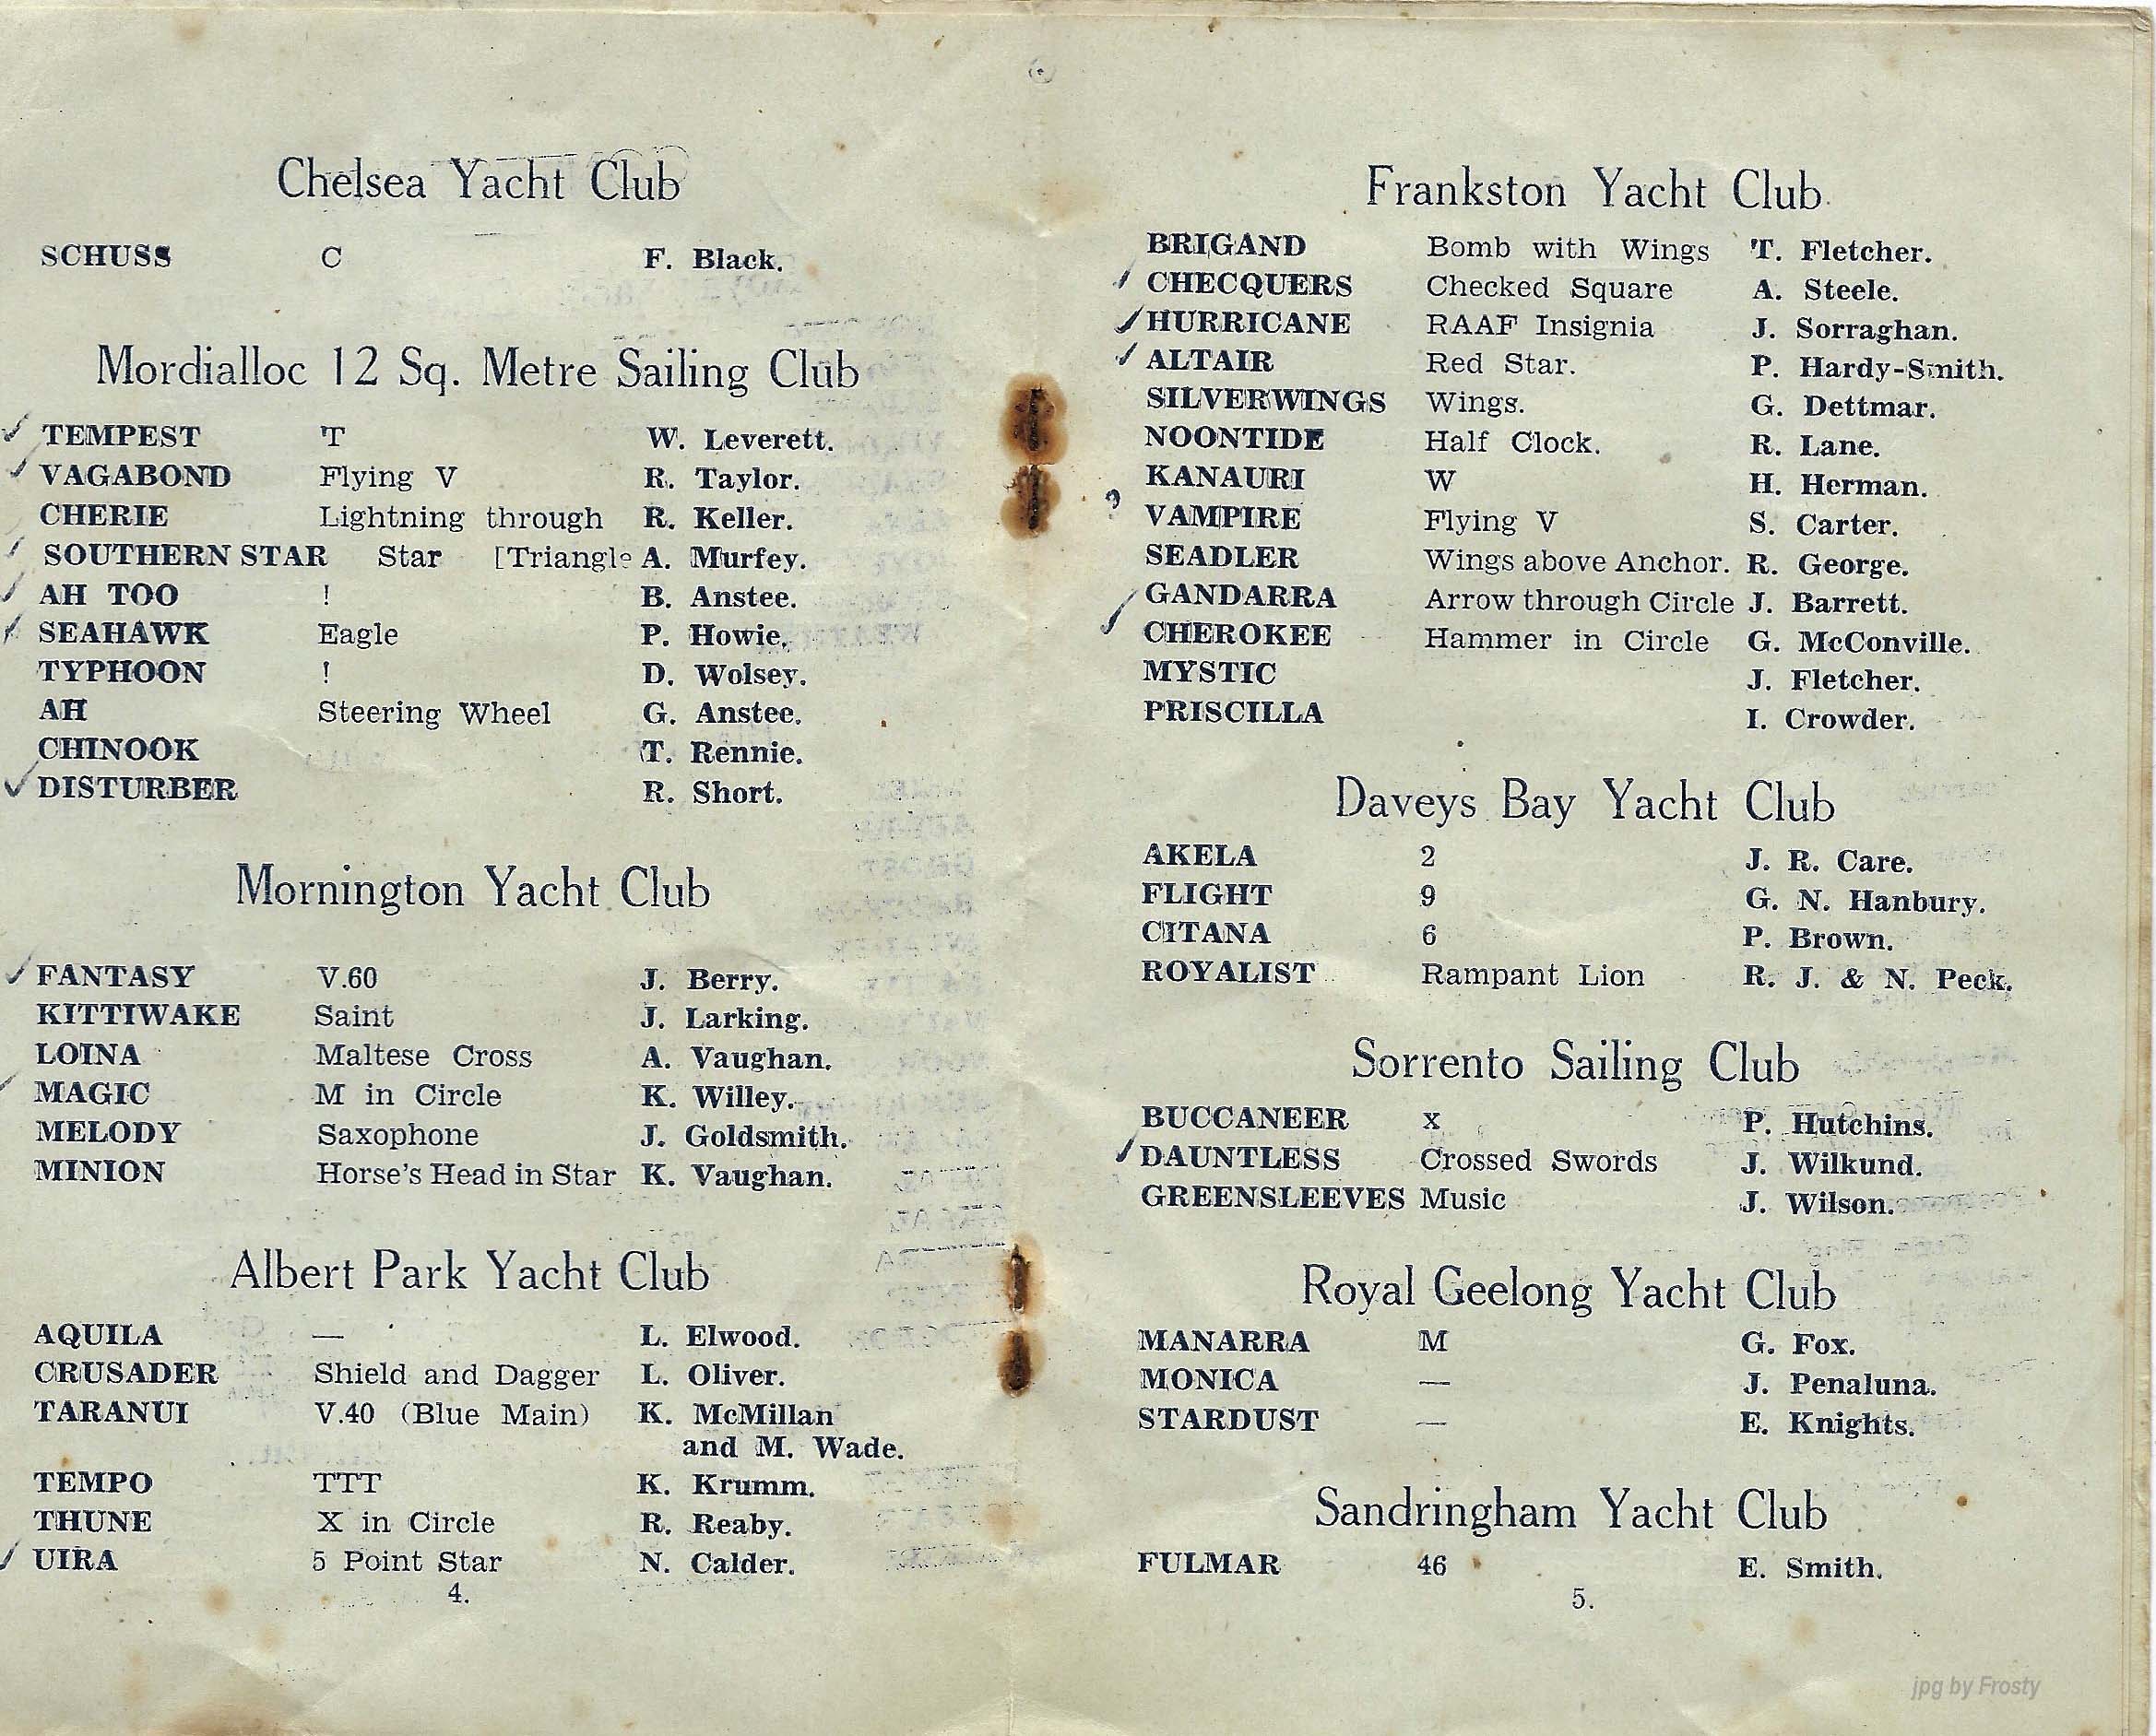 Chelsea Yacht Club
SCHUSS C F. Black.
Mordialloc 12 Sq. Metre Sailing Club
TEMPEST T W. Leverett.
VAGABOND Flying V R. Taylor.
CHERIE Lightning through R. Keller.
SOUTHERN STAR Star [Triangle A. Murfey.
AH TOO ! B. Anstee.
SEAHAWK Eagle P. Howie.
TYPHOON ! D. Wolsey.
AH Steering Wheel G. Anstee.
CHINOOK T. Rennie.
DISTURBER R. Short.
Mornington Yacht Club
FANTASY V.60 J. Berry.
KITTIWAKE Saint J. Larking.
LOINA Maltese Cross A. Vaughan.
MAGIC M in Circle K. Willey.
MELODY Saxophone J. Goldsmith.
MINION Horse's Head in Star K. Vaughan.
Albert Park Yacht Club
AQUILA — L. Elwood.
CRUSADER Shield and Dagger L. Oliver.
TARANUI V.40 (Blue Main) K. McMillan
and M. Wade.
TEMPO TTT K. Krumm.
THUNE X in Circle R. Reaby.
UIRA 5 Point Star N. Calder.
4.
Frankston Yacht Club
BRIGAND Bomb with Wings T. Fletcher.
CHECQUERS Checked Square A. Steele.
HURRICANE RAAF Insignia J. Sorraghan.
ALTAIR Red Star. P. Hardy-Smith.
SILVERWINGS Wings. G. Dettmar.
NOONTIDE Half Clock. R. Lane.
KANAURI W H. Herman.
? VAMPIRE Flying V S. Carter.
SEADLER Wings above Anchor. R. George.
GANDARRA Arrow through Circle J. Barrett.
CHEROKEE Hammer in Circle G. McConville.
MYSTIC J. Fletcher.
PRISCILLA I. Crowder.
Daveys Bay Yacht Club
AKELA 2 J. R. Care.
FLIGHT 9 G. N. Hanbury.
CITANA 6 P. Brown.
ROYALIST Rampant Lion R. J. & N. Peck.
Sorrento Sailing Club
BUCCANEER X P. Hutchins.
DAUNTLESS Crossed Swords J. Wilkund.
GREENSLEEVES Music J. Wilson.
Royal Geelong Yacht Club
MANARRA M G. Fox.
MONICA — J. Penaluna.
STARDUST — E. Knights.
Sandringham Yacht Club
FULMAR 46 E. Smith.
5.
jpg by Frosty